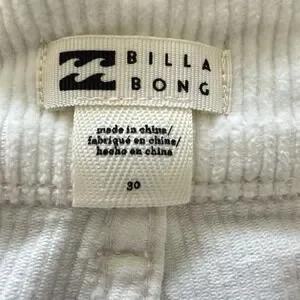 BILLA
BONG
made in china/
fabriqué en chine/
hecho en china
30